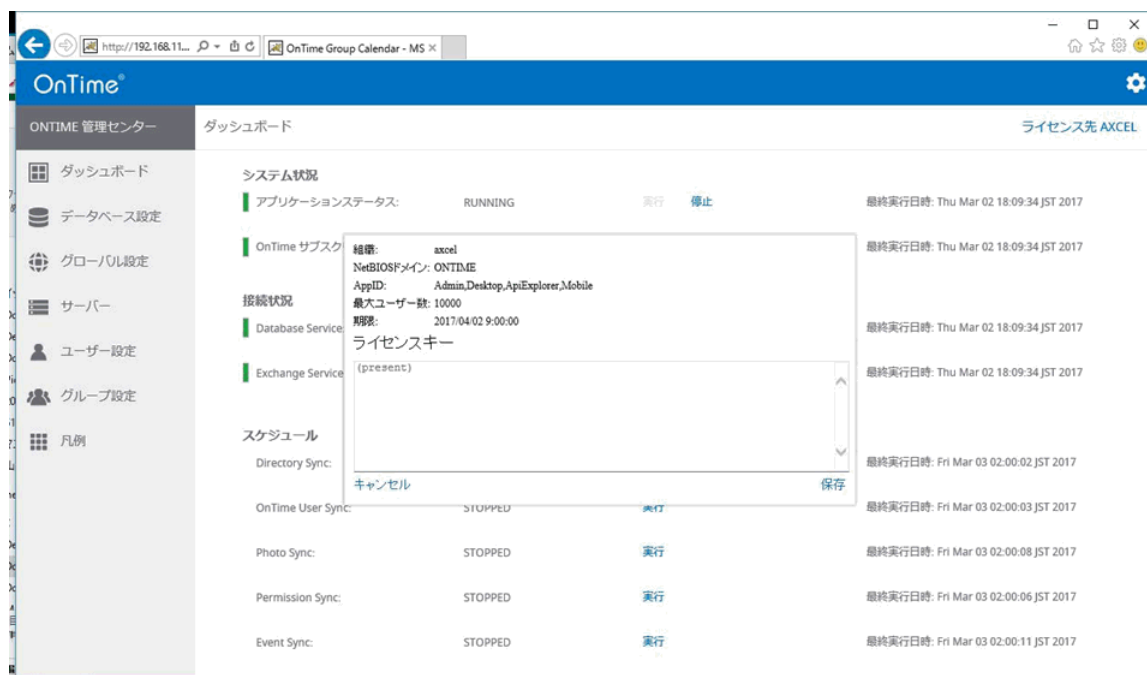 http://192.168.11...
OnTime Group Calendar - MS
OnTime
ONTIME 管理センター
ダッシュボード
ライセンス先 AXCEL
ダッシュボード
データベース設定
グローバル設定
サーバー
ユーザー設定
グループ設定
凡例
システム状況
アプリケーションステータス: RUNNING 実行 停止 最終実行日時: Thu Mar 02 18:09:34 JST 2017
OnTime サブスク 最終実行日時: Thu Mar 02 18:09:34 JST 2017
接続状況
Database Service 最終実行日時: Thu Mar 02 18:09:34 JST 2017
Exchange Service 最終実行日時: Thu Mar 02 18:09:34 JST 2017
組織: axcel
NetBIOSドメイン: ONTIME
AppID: Admin,Desktop,ApiExplorer,Mobile
最大ユーザー数: 10000
期限: 2017/04/02 9:00:00
ライセンスキー
(present)
キャンセル 保存
スケジュール
Directory Sync: 最終実行日時: Fri Mar 03 02:00:02 JST 2017
OnTime User Sync: STOPPED 実行 最終実行日時: Fri Mar 03 02:00:03 JST 2017
Photo Sync: STOPPED 実行 最終実行日時: Fri Mar 03 02:00:08 JST 2017
Permission Sync: STOPPED 実行 最終実行日時: Fri Mar 03 02:00:06 JST 2017
Event Sync: STOPPED 実行 最終実行日時: Fri Mar 03 02:00:11 JST 2017